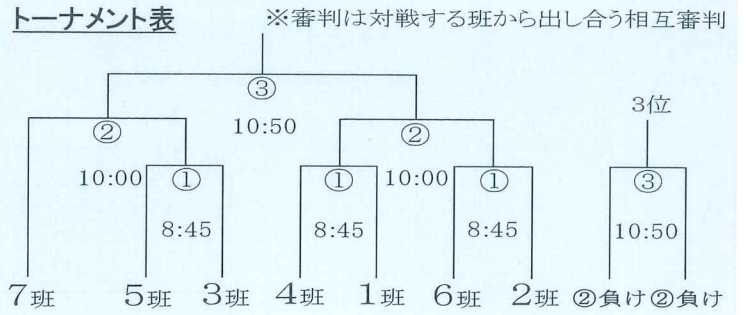 トーナメント表 ※審判は対戦する班から出し合う相互審判
③
10:50
3位
② ②
10:00 ① ① 10:00 ① ③
8:45 8:45 8:45 10:50
7班 5班 3班 4班 1班 6班 2班 ②負け ②負け